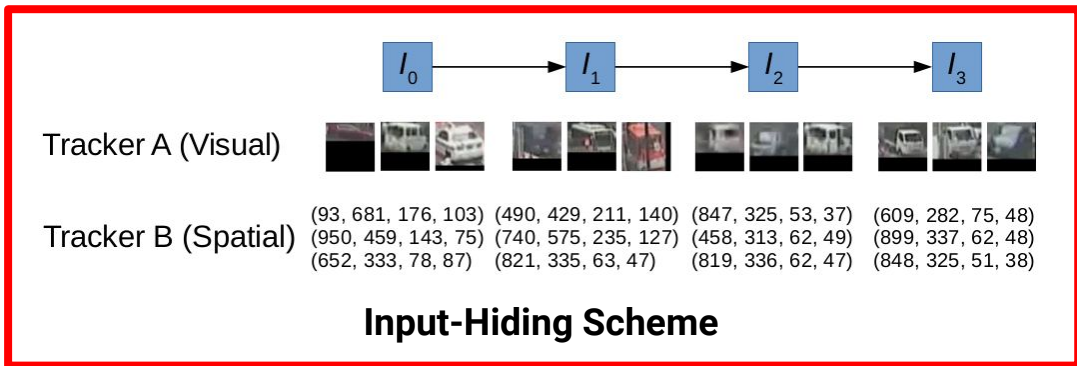 I0 I1 I2 I3
Tracker A (Visual)
(93, 681, 176, 103) (490, 429, 211, 140) (847, 325, 53, 37) (609, 282, 75, 48)
Tracker B (Spatial) (950, 459, 143, 75) (740, 575, 235, 127) (458, 313, 62, 49) (899, 337, 62, 48)
(652, 333, 78, 87) (821, 335, 63, 47) (819, 336, 62, 47) (848, 325, 51, 38)
Input-Hiding Scheme